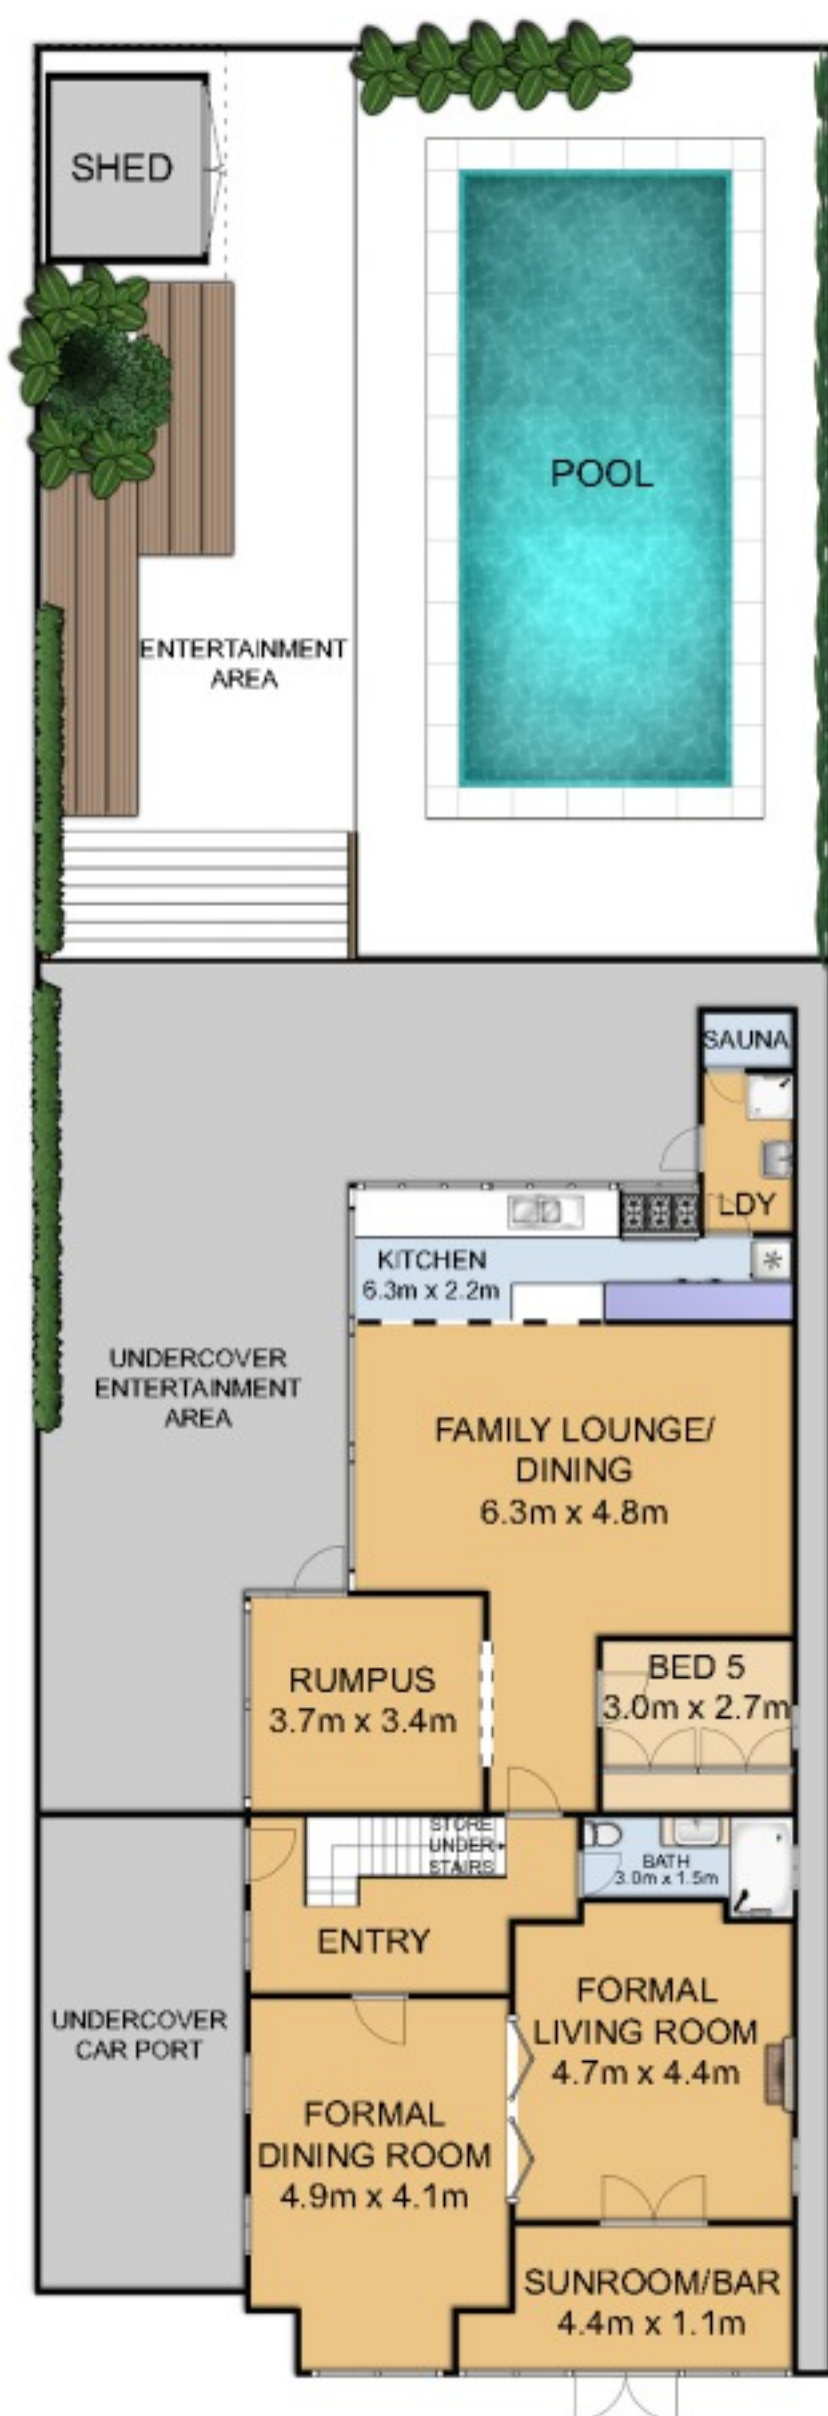 SHED
POOL
ENTERTAINMENT
AREA
SAUNA
LDY
KITCHEN
6.3m x 2.2m
*
UNDERCOVER
ENTERTAINMENT
AREA
FAMILY LOUNGE/
DINING
6.3m x 4.8m
RUMPUS
3.7m x 3.4m
BED 5
3.0m x 2.7m
STORE
UNDER
STAIRS
BATH
3.0m x 1.5m
ENTRY
UNDERCOVER
CAR PORT
FORMAL
LIVING ROOM
4.7m x 4.4m
FORMAL
DINING ROOM
4.9m x 4.1m
SUNROOM/BAR
4.4m x 1.1m